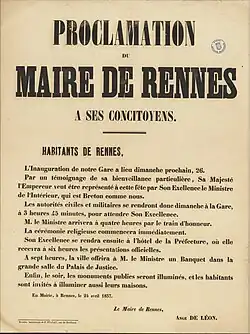 PROCLAMATION
DU
MAIRE DE RENNES
A SES CONCITOYENS.
HABITANTS DE RENNES,
L'Inauguration de notre Gare a lieu dimanche prochain, 26.
Par un témoignage de sa bienveillance particulière, Sa Majesté
l'Empereur veut être représenté à cette fête par Son Excellence le Ministre
de l'Intérieur, qui est Breton comme nous.
Les autorités civiles et militaires se rendront donc dimanche à la Gare,
à 3 heures 45 minutes, pour attendre Son Excellence.
M. le Ministre arrivera à quatre heures par le train d'honneur.
La cérémonie religieuse commencera immédiatement.
Son Excellence se rendra ensuite à l'hôtel de la Préfecture, où elle
recevra à six heures les présentations officielles.
A sept heures, la ville offrira à M. le Ministre un Banquet dans la
grande salle du Palais de Justice.
Enfin, le soir, les monuments publics seront illuminés, et les habitants
sont invités à illuminer aussi leurs maisons.
En Mairie, à Rennes, le 24 avril 1857.
Le Maire de Rennes,
Ange DE LÉON.